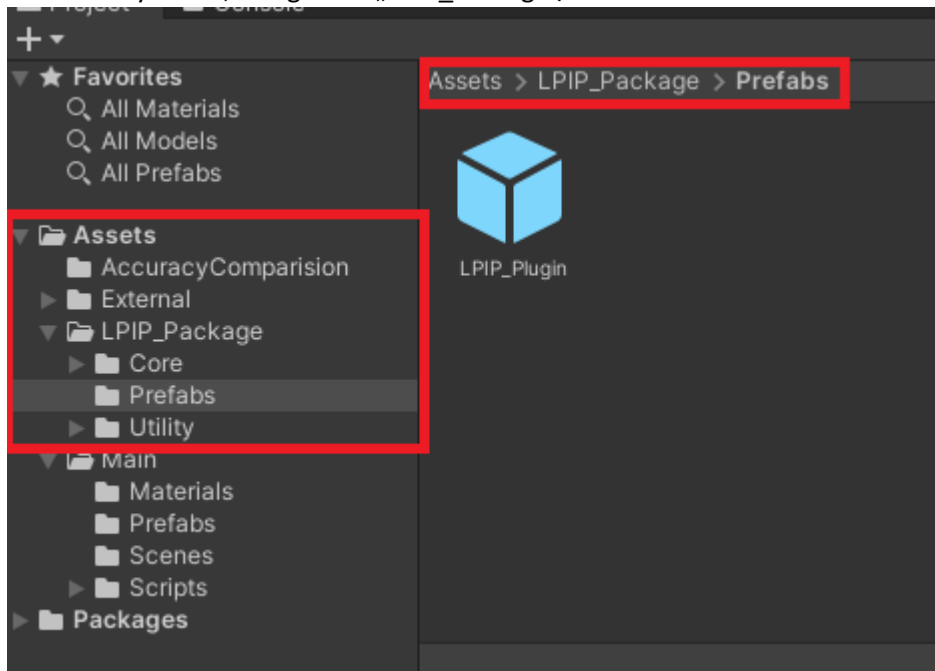 Favorites
All Materials
All Models
All Prefabs
Assets
AccuracyComparision
External
LPIP_Package
Core
Prefabs
Utility
Main
Materials
Prefabs
Scenes
Scripts
Packages
Assets > LPIP_Package > Prefabs
LPIP_Plugin